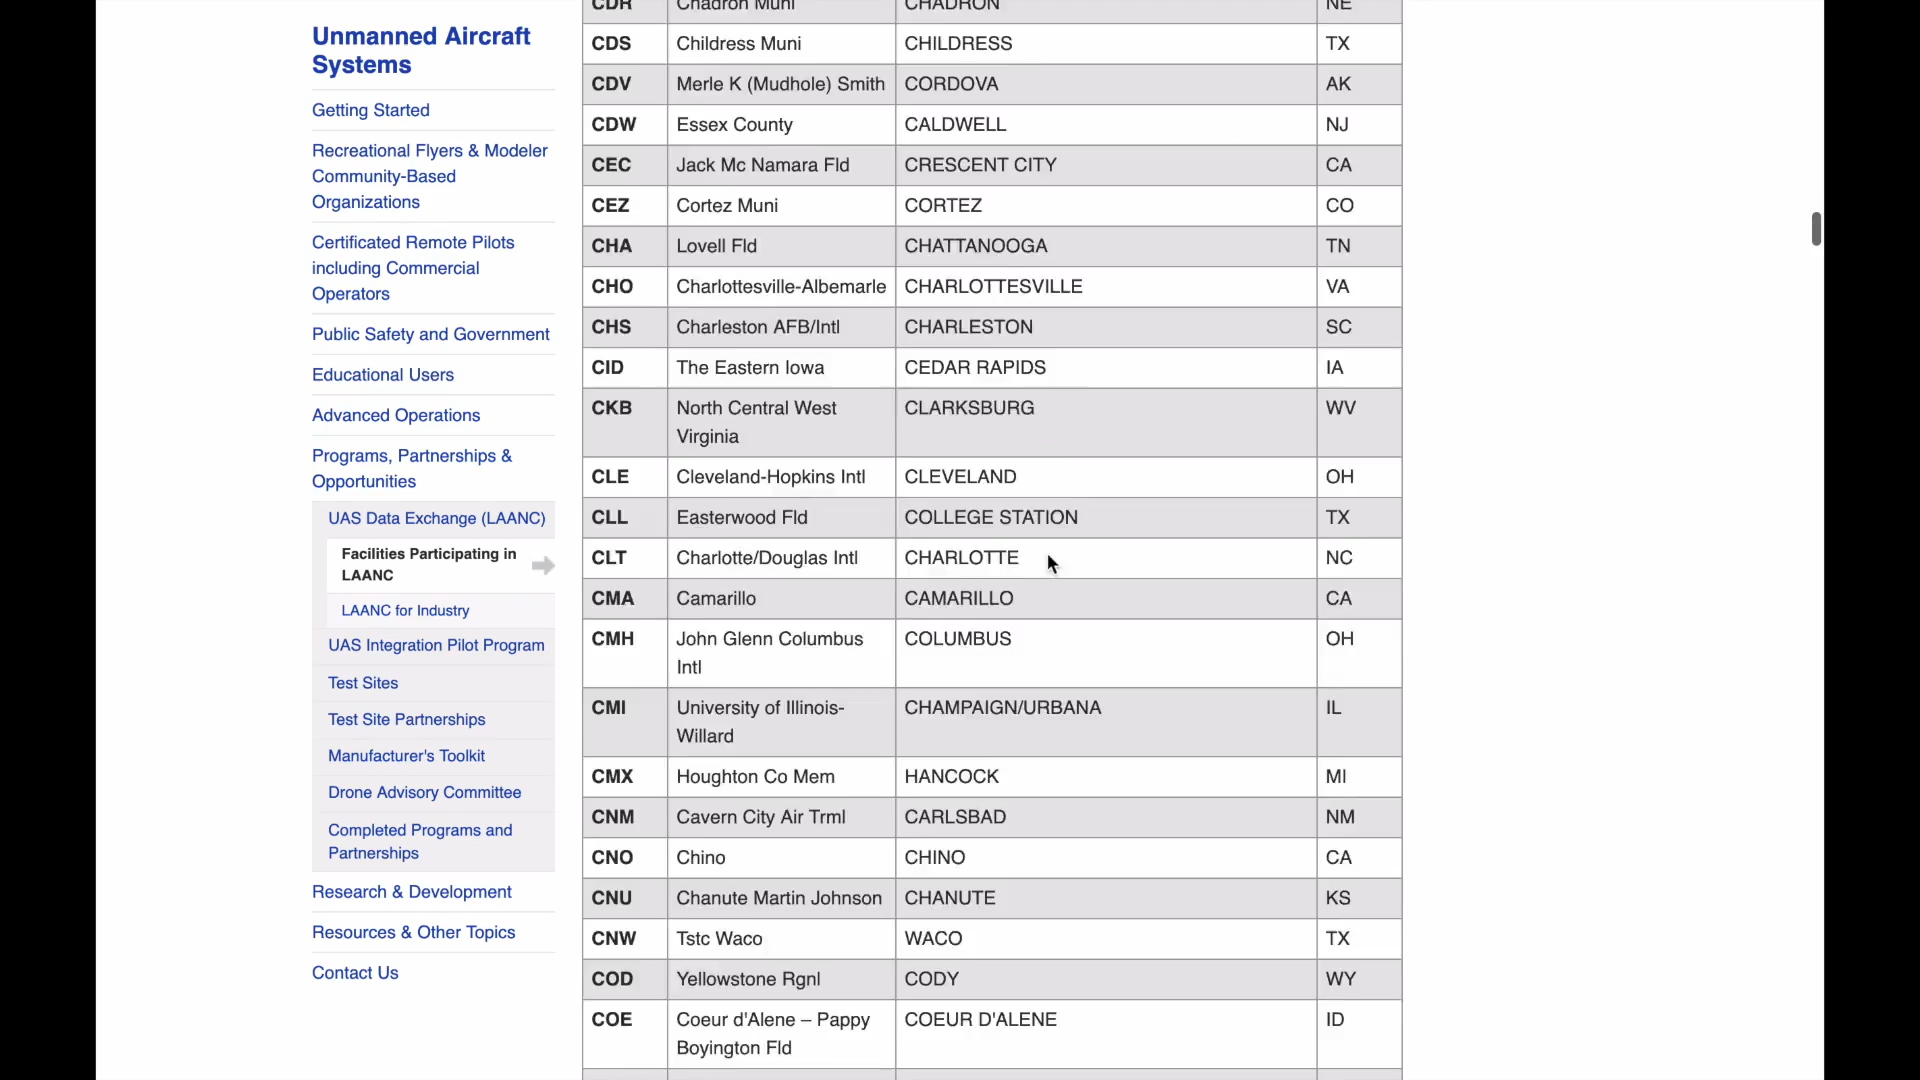 Unmanned Aircraft
Systems
Getting Started
Recreational Flyers & Modeler
Community-Based
Organizations
Certificated Remote Pilots
including Commercial
Operators
Public Safety and Government
Educational Users
Advanced Operations
Programs, Partnerships &
Opportunities
UAS Data Exchange (LAANC)
Facilities Participating in
LAANC
LAANC for Industry
UAS Integration Pilot Program
Test Sites
Test Site Partnerships
Manufacturer's Toolkit
Drone Advisory Committee
Completed Programs and
Partnerships
Research & Development
Resources & Other Topics
Contact Us
CDR Chadron Muni CHADRON NE
CDS Childress Muni CHILDRESS TX
CDV Merle K (Mudhole) Smith CORDOVA AK
CDW Essex County CALDWELL NJ
CEC Jack Mc Namara Fld CRESCENT CITY CA
CEZ Cortez Muni CORTEZ CO
CHA Lovell Fld CHATTANOOGA TN
CHO Charlottesville-Albemarle CHARLOTTESVILLE VA
CHS Charleston AFB/Intl CHARLESTON SC
CID The Eastern Iowa CEDAR RAPIDS IA
CKB North Central West CLARKSBURG WV
Virginia
CLE Cleveland-Hopkins Intl CLEVELAND OH
CLL Easterwood Fld COLLEGE STATION TX
CLT Charlotte/Douglas Intl CHARLOTTE NC
CMA Camarillo CAMARILLO CA
CMH John Glenn Columbus COLUMBUS OH
Intl
CMI University of Illinois- CHAMPAIGN/URBANA IL
Willard
CMX Houghton Co Mem HANCOCK MI
CNM Cavern City Air Trml CARLSBAD NM
CNO Chino CHINO CA
CNU Chanute Martin Johnson CHANUTE KS
CNW Tstc Waco WACO TX
COD Yellowstone Rgnl CODY WY
COE Coeur d'Alene – Pappy COEUR D'ALENE ID
Boyington Fld